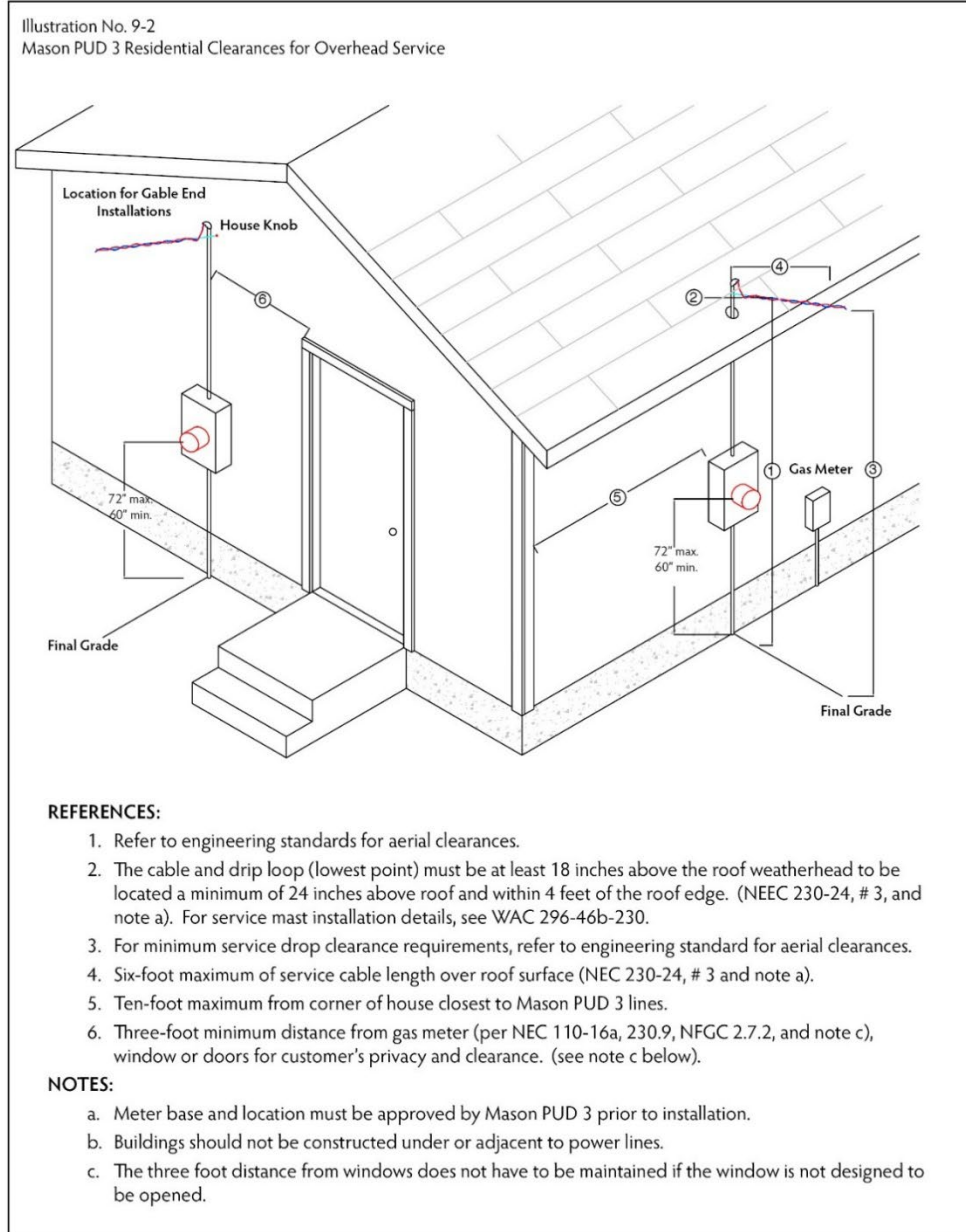 Illustration No. 9-2
Mason PUD 3 Residential Clearances for Overhead Service
Location for Gable End
Installations
House Knob
6
4
2
1
Gas Meter
3
5
72" max.
60" min.
72" max.
60" min.
Final Grade
Final Grade
REFERENCES:
1. Refer to engineering standards for aerial clearances.
2. The cable and drip loop (lowest point) must be at least 18 inches above the roof weatherhead to be
located a minimum of 24 inches above roof and within 4 feet of the roof edge. (NEEC 230-24, # 3, and
note a). For service mast installation details, see WAC 296-46b-230.
3. For minimum service drop clearance requirements, refer to engineering standard for aerial clearances.
4. Six-foot maximum of service cable length over roof surface (NEC 230-24, # 3 and note a).
5. Ten-foot maximum from corner of house closest to Mason PUD 3 lines.
6. Three-foot minimum distance from gas meter (per NEC 110-16a, 230.9, NFGC 2.7.2, and note c),
window or doors for customer's privacy and clearance. (see note c below).
NOTES:
a. Meter base and location must be approved by Mason PUD 3 prior to installation.
b. Buildings should not be constructed under or adjacent to power lines.
c. The three foot distance from windows does not have to be maintained if the window is not designed to
be opened.